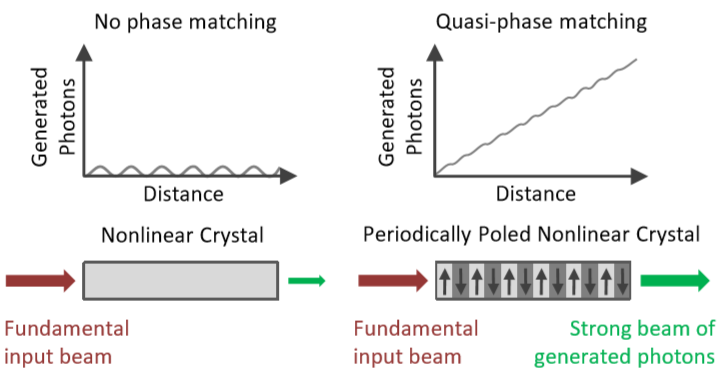 No phase matching
Generated
Photons
Distance
Nonlinear Crystal
Fundamental
input beam
Quasi-phase matching
Generated
Photons
Distance
Periodically Poled Nonlinear Crystal
Fundamental
input beam
Strong beam of
generated photons